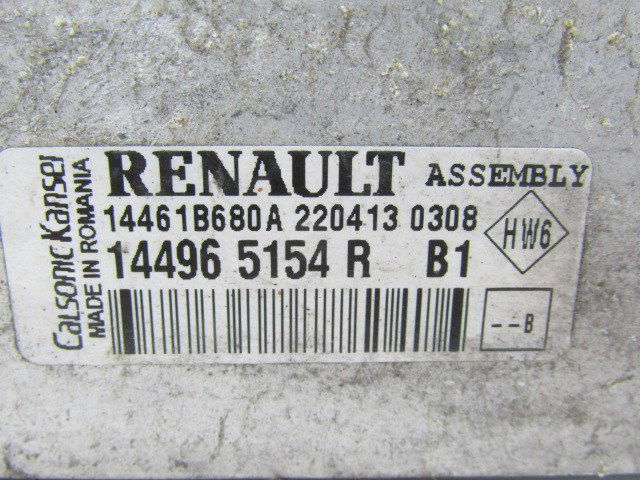 RENAULT ASSEMBLY
14461B680A 220413 0308
14496 5154 R B1
HW6
--B
Calsonic Kansei
MADE IN ROMANIA